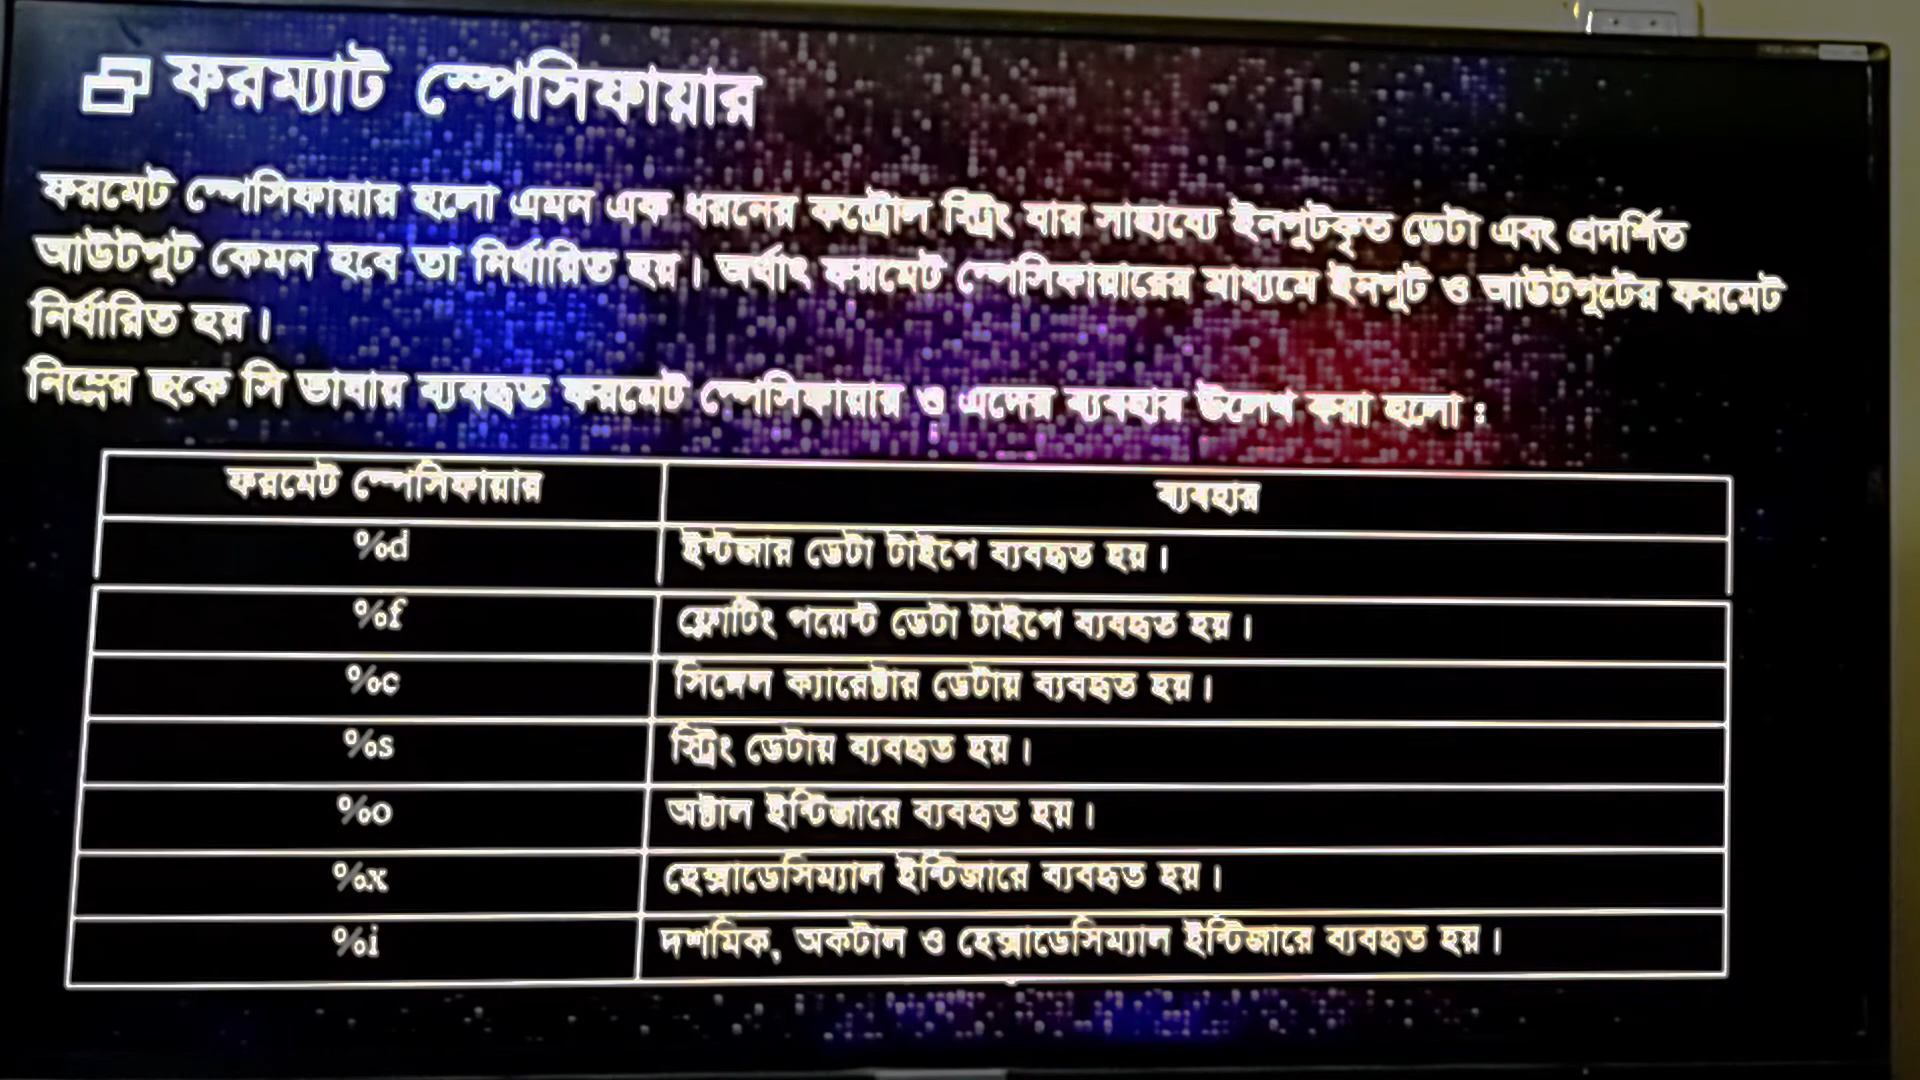 ফরম্যাট স্পেসিফায়ার
ফরমেট স্পেসিফায়ার হলো এমন এক ধরনের কন্ট্রোল স্ট্রিং যার সাহায্যে ইনপুটকৃত ডেটা এবং প্রদর্শিত
আউটপুট কেমন হবে তা নির্ধারিত হয়। অর্থাৎ ফরমেট স্পেসিফায়ারের মাধ্যমে ইনপুট ও আউটপুটের ফরমেট
নির্ধারিত হয়।
নিম্নের ছকে সি ভাষায় ব্যবহৃত ফরমেট স্পেসিফায়ার ও এদের ব্যবহার উলেখ করা হলো ঃ
ফরমেট স্পেসিফায়ার ব্যবহার
%d ইন্টজার ডেটা টাইপে ব্যবহৃত হয়।
%f ফ্লোটিং পয়েন্ট ডেটা টাইপে ব্যবহৃত হয়।
%c সিঙ্গেল ক্যারেক্টার ডেটায় ব্যবহৃত হয়।
%s স্ট্রিং ডেটায় ব্যবহৃত হয়।
%o অক্টাল ইন্টিজারে ব্যবহৃত হয়।
%x হেক্সাডেসিম্যাল ইন্টিজারে ব্যবহৃত হয়।
%i দশমিক, অকটাল ও হেক্সাডেসিম্যাল ইন্টিজারে ব্যবহৃত হয়।